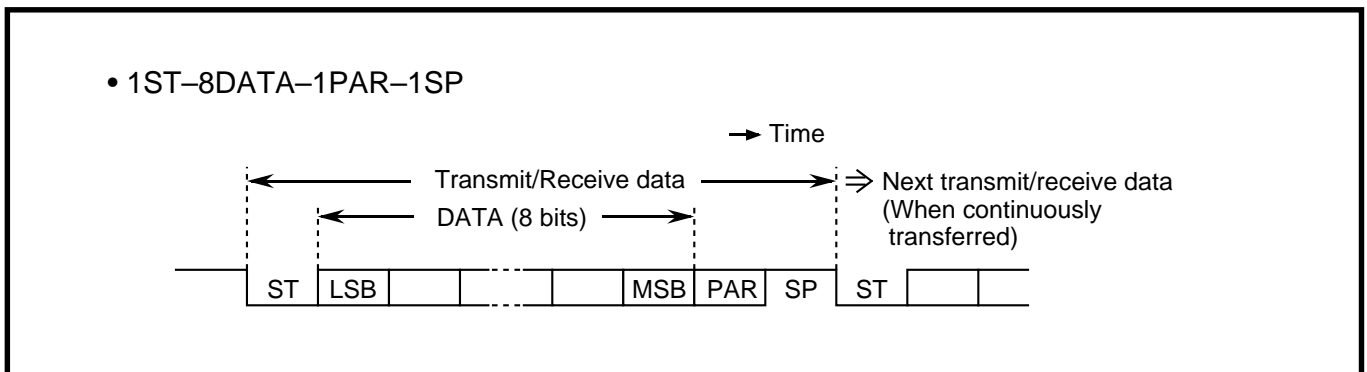 • 1ST–8DATA–1PAR–1SP
Time
Transmit/Receive data
Next transmit/receive data
(When continuously
transferred)
DATA (8 bits)
ST LSB MSB PAR SP ST